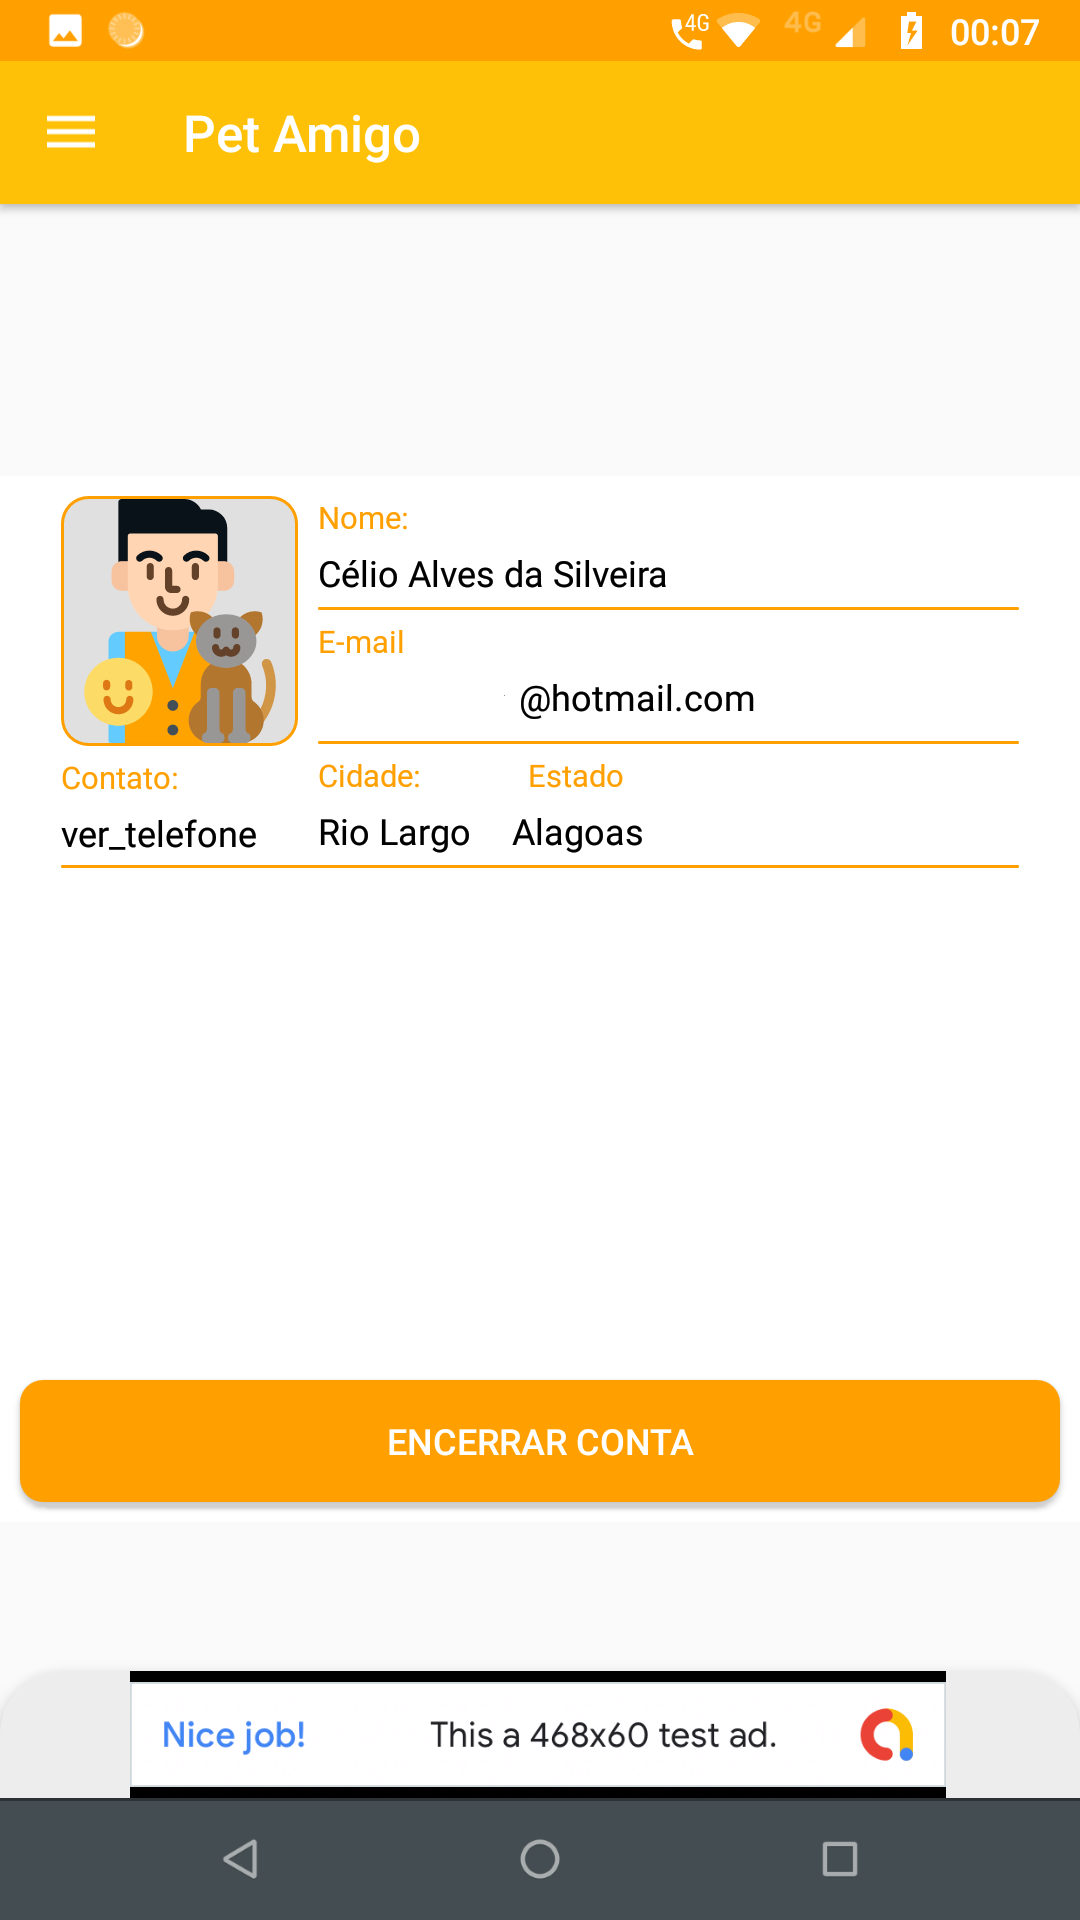 4G 4G 00:07
Pet Amigo
Nome:
Célio Alves da Silveira
E-mail
@hotmail.com
Contato: Cidade: Estado
ver_telefone Rio Largo Alagoas
ENCERRAR CONTA
Nice job! This a 468x60 test ad.